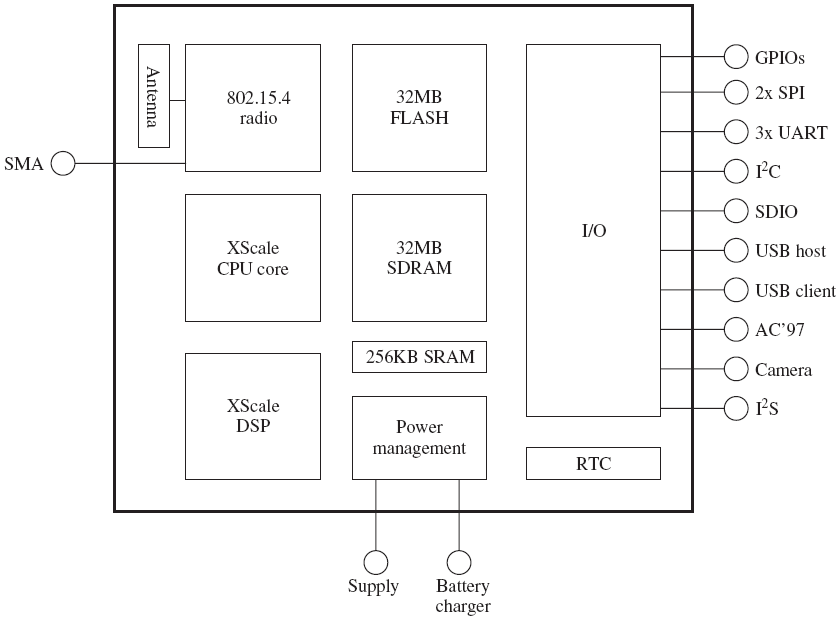 Antenna
802.15.4
radio
32MB
FLASH
SMA
XScale
CPU core
32MB
SDRAM
256KB SRAM
XScale
DSP
Power
management
I/O
RTC
GPIOs
2x SPI
3x UART
I²C
SDIO
USB host
USB client
AC’97
Camera
I²S
Supply
Battery
charger